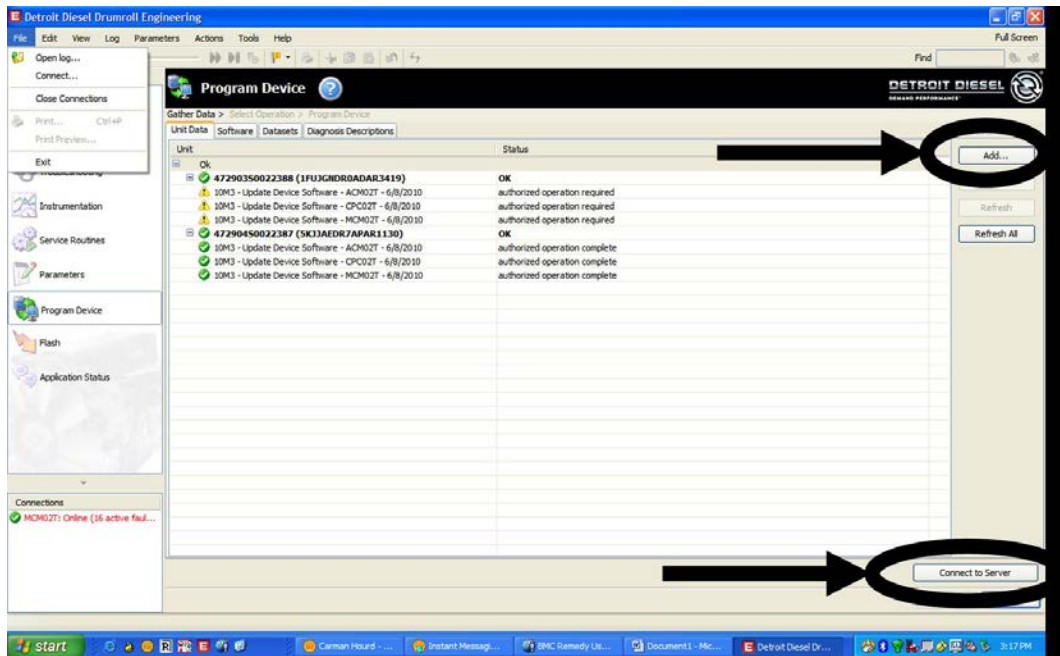 Detroit Diesel Drumroll Engineering
File Edit View Log Parameters Actions Tools Help
Full Screen
Open log...
Connect...
Close Connections
Print... Ctrl+P
Print Preview...
Exit
Find
Program Device
DETROIT DIESEL
DEMAND PERFORMANCE
Gather Data > Select Operation > Program Device
Unit Data Software Datasets Diagnosis Descriptions
Unit Status
Ok
472903S0022388 (1FUJGNDR0ADAR3419) OK
10M3 - Update Device Software - ACM02T - 6/8/2010 authorized operation required
10M3 - Update Device Software - CPC02T - 6/8/2010 authorized operation required
10M3 - Update Device Software - MCM02T - 6/8/2010 authorized operation required
472904S0022387 (5KJJAEDR7APAR1130) OK
10M3 - Update Device Software - ACM02T - 6/8/2010 authorized operation complete
10M3 - Update Device Software - CPC02T - 6/8/2010 authorized operation complete
10M3 - Update Device Software - MCM02T - 6/8/2010 authorized operation complete
Add...
Refresh
Refresh All
Instrumentation
Service Routines
Parameters
Program Device
Flash
Application Status
Connections
MCM02T: Online (16 active faul...
Connect to Server
start
Carman Hourd - ...
Instant Messagi...
BMC Remedy Us...
Document1 - Mic...
Detroit Diesel Dr...
3:17 PM